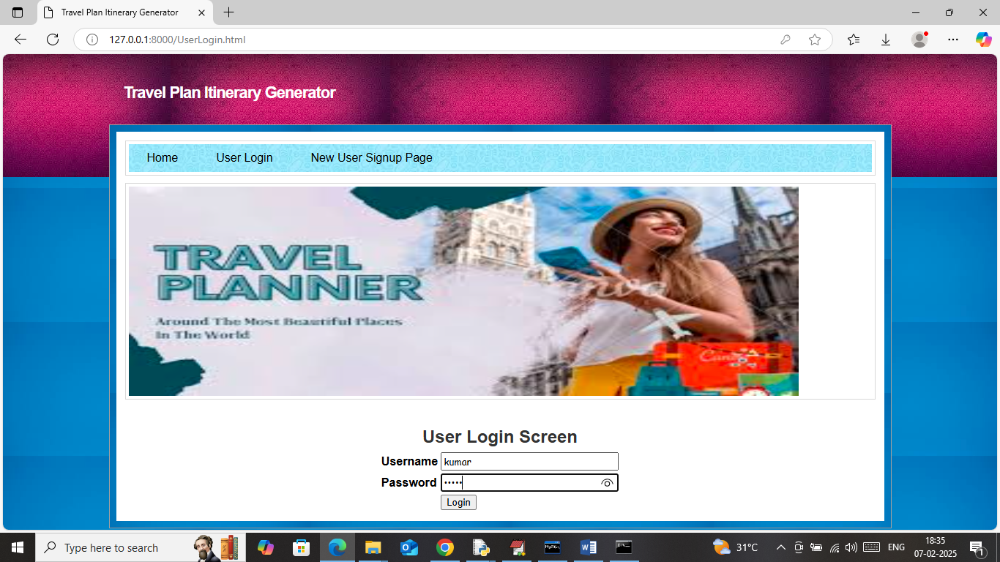 Travel Plan Itinerary Generator
127.0.0.1:8000/UserLogin.html
Travel Plan Itinerary Generator
Home User Login New User Signup Page
TRAVEL
PLANNER
Around The Most Beautiful Places
In The World
User Login Screen
Username kumar
Password •••••
Login
Type here to search
31°C
ENG
18:35
07-02-2025
1